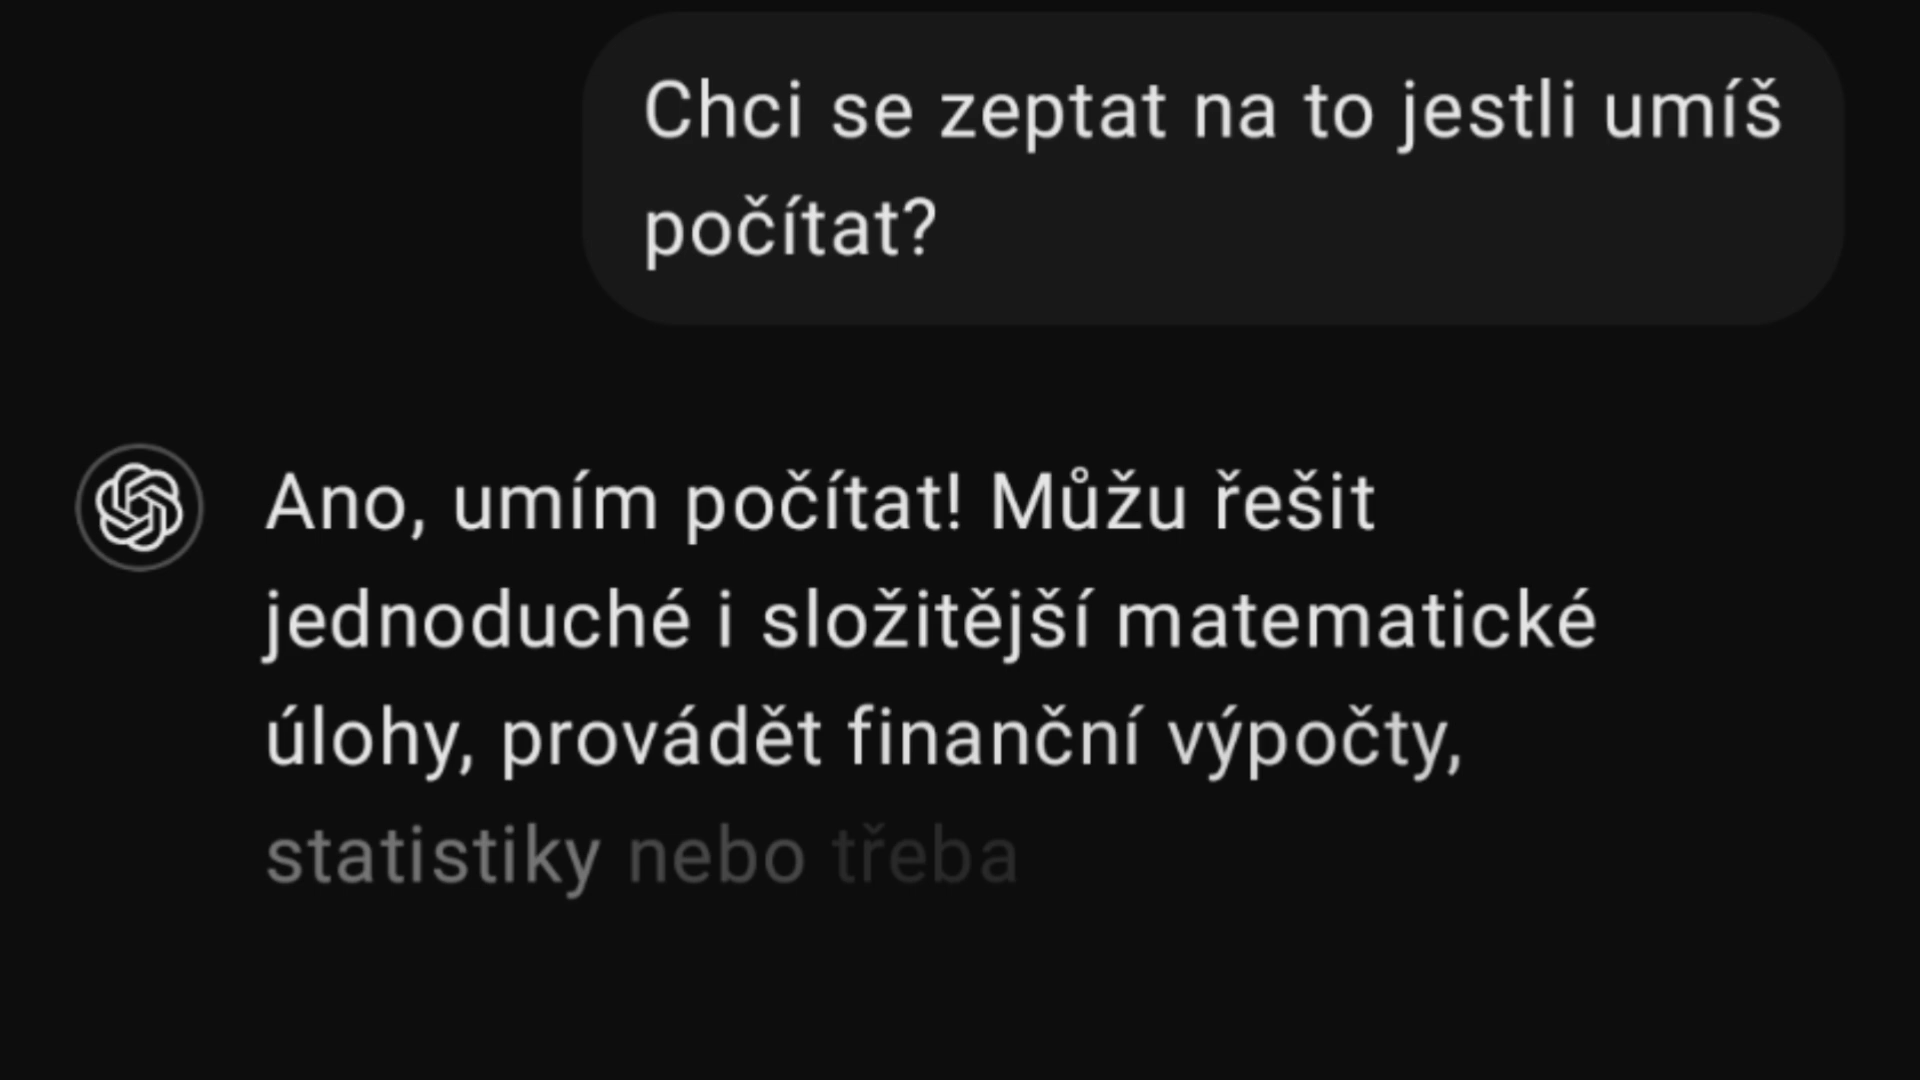 Chci se zeptat na to jestli umíš
počítat?
Ano, umím počítat! Můžu řešit
jednoduché i složitější matematické
úlohy, provádět finanční výpočty,
statistiky nebo třeba